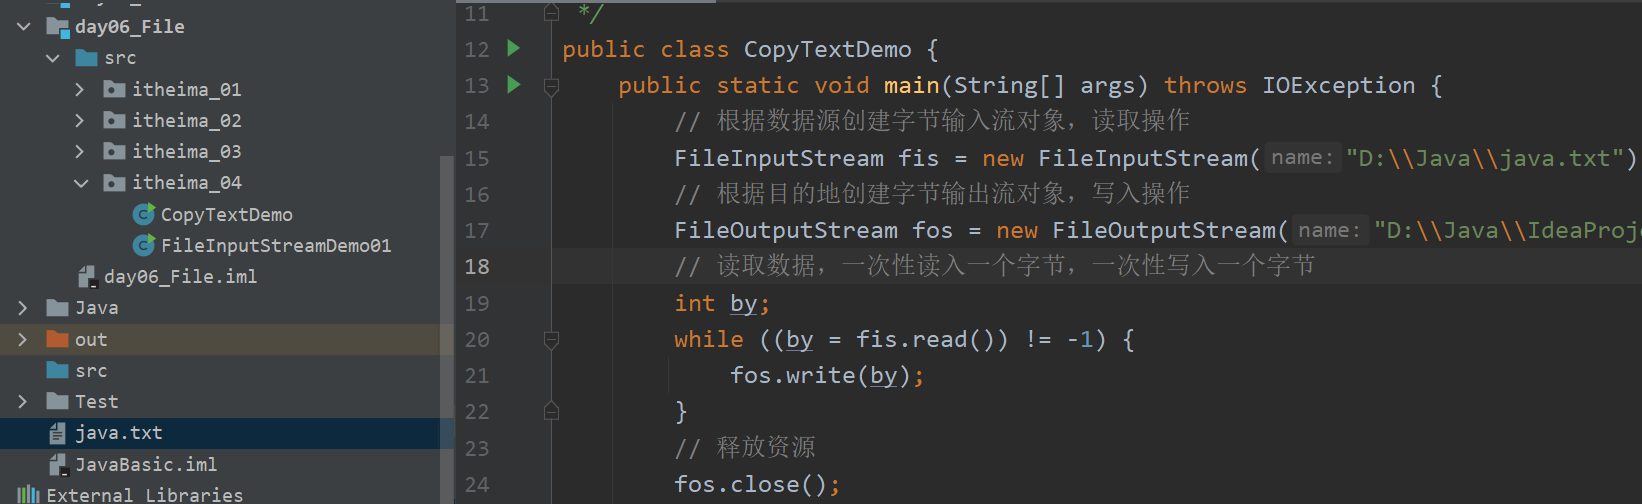 day06_File
src
itheima_01
itheima_02
itheima_03
itheima_04
CopyTextDemo
FileInputStreamDemo01
day06_File.iml
Java
out
src
Test
java.txt
JavaBasic.iml
External Libraries
11 */
12 public class CopyTextDemo {
13 public static void main(String[] args) throws IOException {
14 // 根据数据源创建字节输入流对象，读取操作
15 FileInputStream fis = new FileInputStream( name: "D:\\Java\\java.txt")
16 // 根据目的地创建字节输出流对象，写入操作
17 FileOutputStream fos = new FileOutputStream( name: "D:\\Java\\IdeaProj
18 // 读取数据，一次性读入一个字节，一次性写入一个字节
19 int by;
20 while ((by = fis.read()) != -1) {
21 fos.write(by);
22 }
23 // 释放资源
24 fos.close();